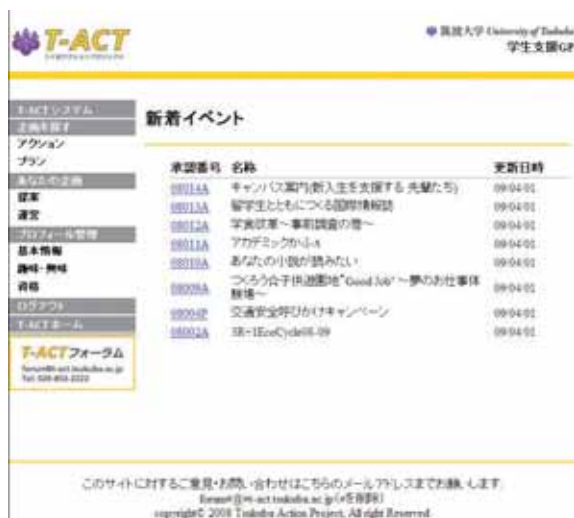 T-ACT
筑波大学 University of Tsukuba
学生支援GP
T-ACTシステム
企画を探す
アクション
プラン
あなたの企画
提案
運営
プロフィール管理
基本情報
趣味・興味
資格
ログアウト
T-ACTホーム
T-ACTフォーラム
新着イベント
承認番号 名称 更新日時
08014A キャンパス案内(新入生を支援する 先輩たち) 09/04/01
08013A 留学生とともにつくる国際情報誌 09/04/01
08012A 学食改革～事前調査の巻～ 09/04/01
08011A アカデミックかふぇ 09/04/01
08010A あなたの小説が読みたい 09/04/01
08008A つくろう☆子供遊園地"Good Job" ～夢のお仕事体
験場～ 09/04/01
08004P 交通安全呼びかけキャンペーン 09/04/01
08002A 09/04/01
このサイトに対するご意見・お問い合わせはこちらのメールアドレスまでお願いします。
copyright© 2008 Tsukuba Action Project, All right Reserved